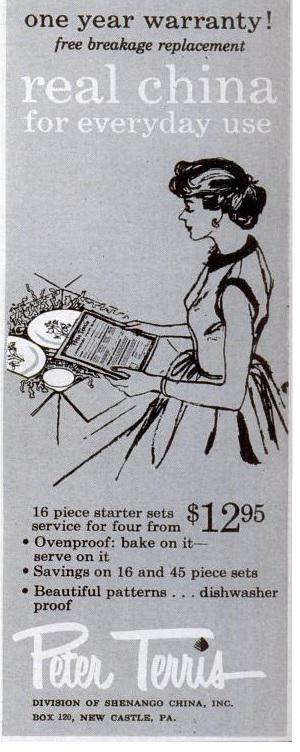 one year warranty!
free breakage replacement
real china
for everyday use
16 piece starter sets $12 95
service for four from
• Ovenproof: bake on it—
serve on it
• Savings on 16 and 45 piece sets
• Beautiful patterns . . . dishwasher
proof
Peter Terris
DIVISION OF SHENANGO CHINA, INC.
BOX 120, NEW CASTLE, PA.